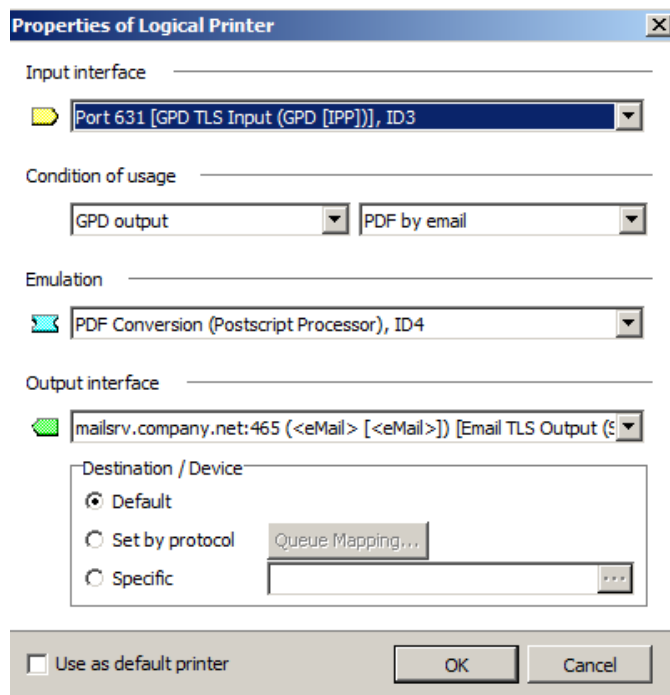 Properties of Logical Printer
Input interface
Port 631 [GPD TLS Input (GPD [IPP])], ID3
Condition of usage
GPD output PDF by email
Emulation
PDF Conversion (Postscript Processor), ID4
Output interface
mailsrv.company.net:465 (<eMail> [<eMail>]) [Email TLS Output (S
Destination / Device
Default
Set by protocol Queue Mapping...
Specific ...
Use as default printer OK Cancel